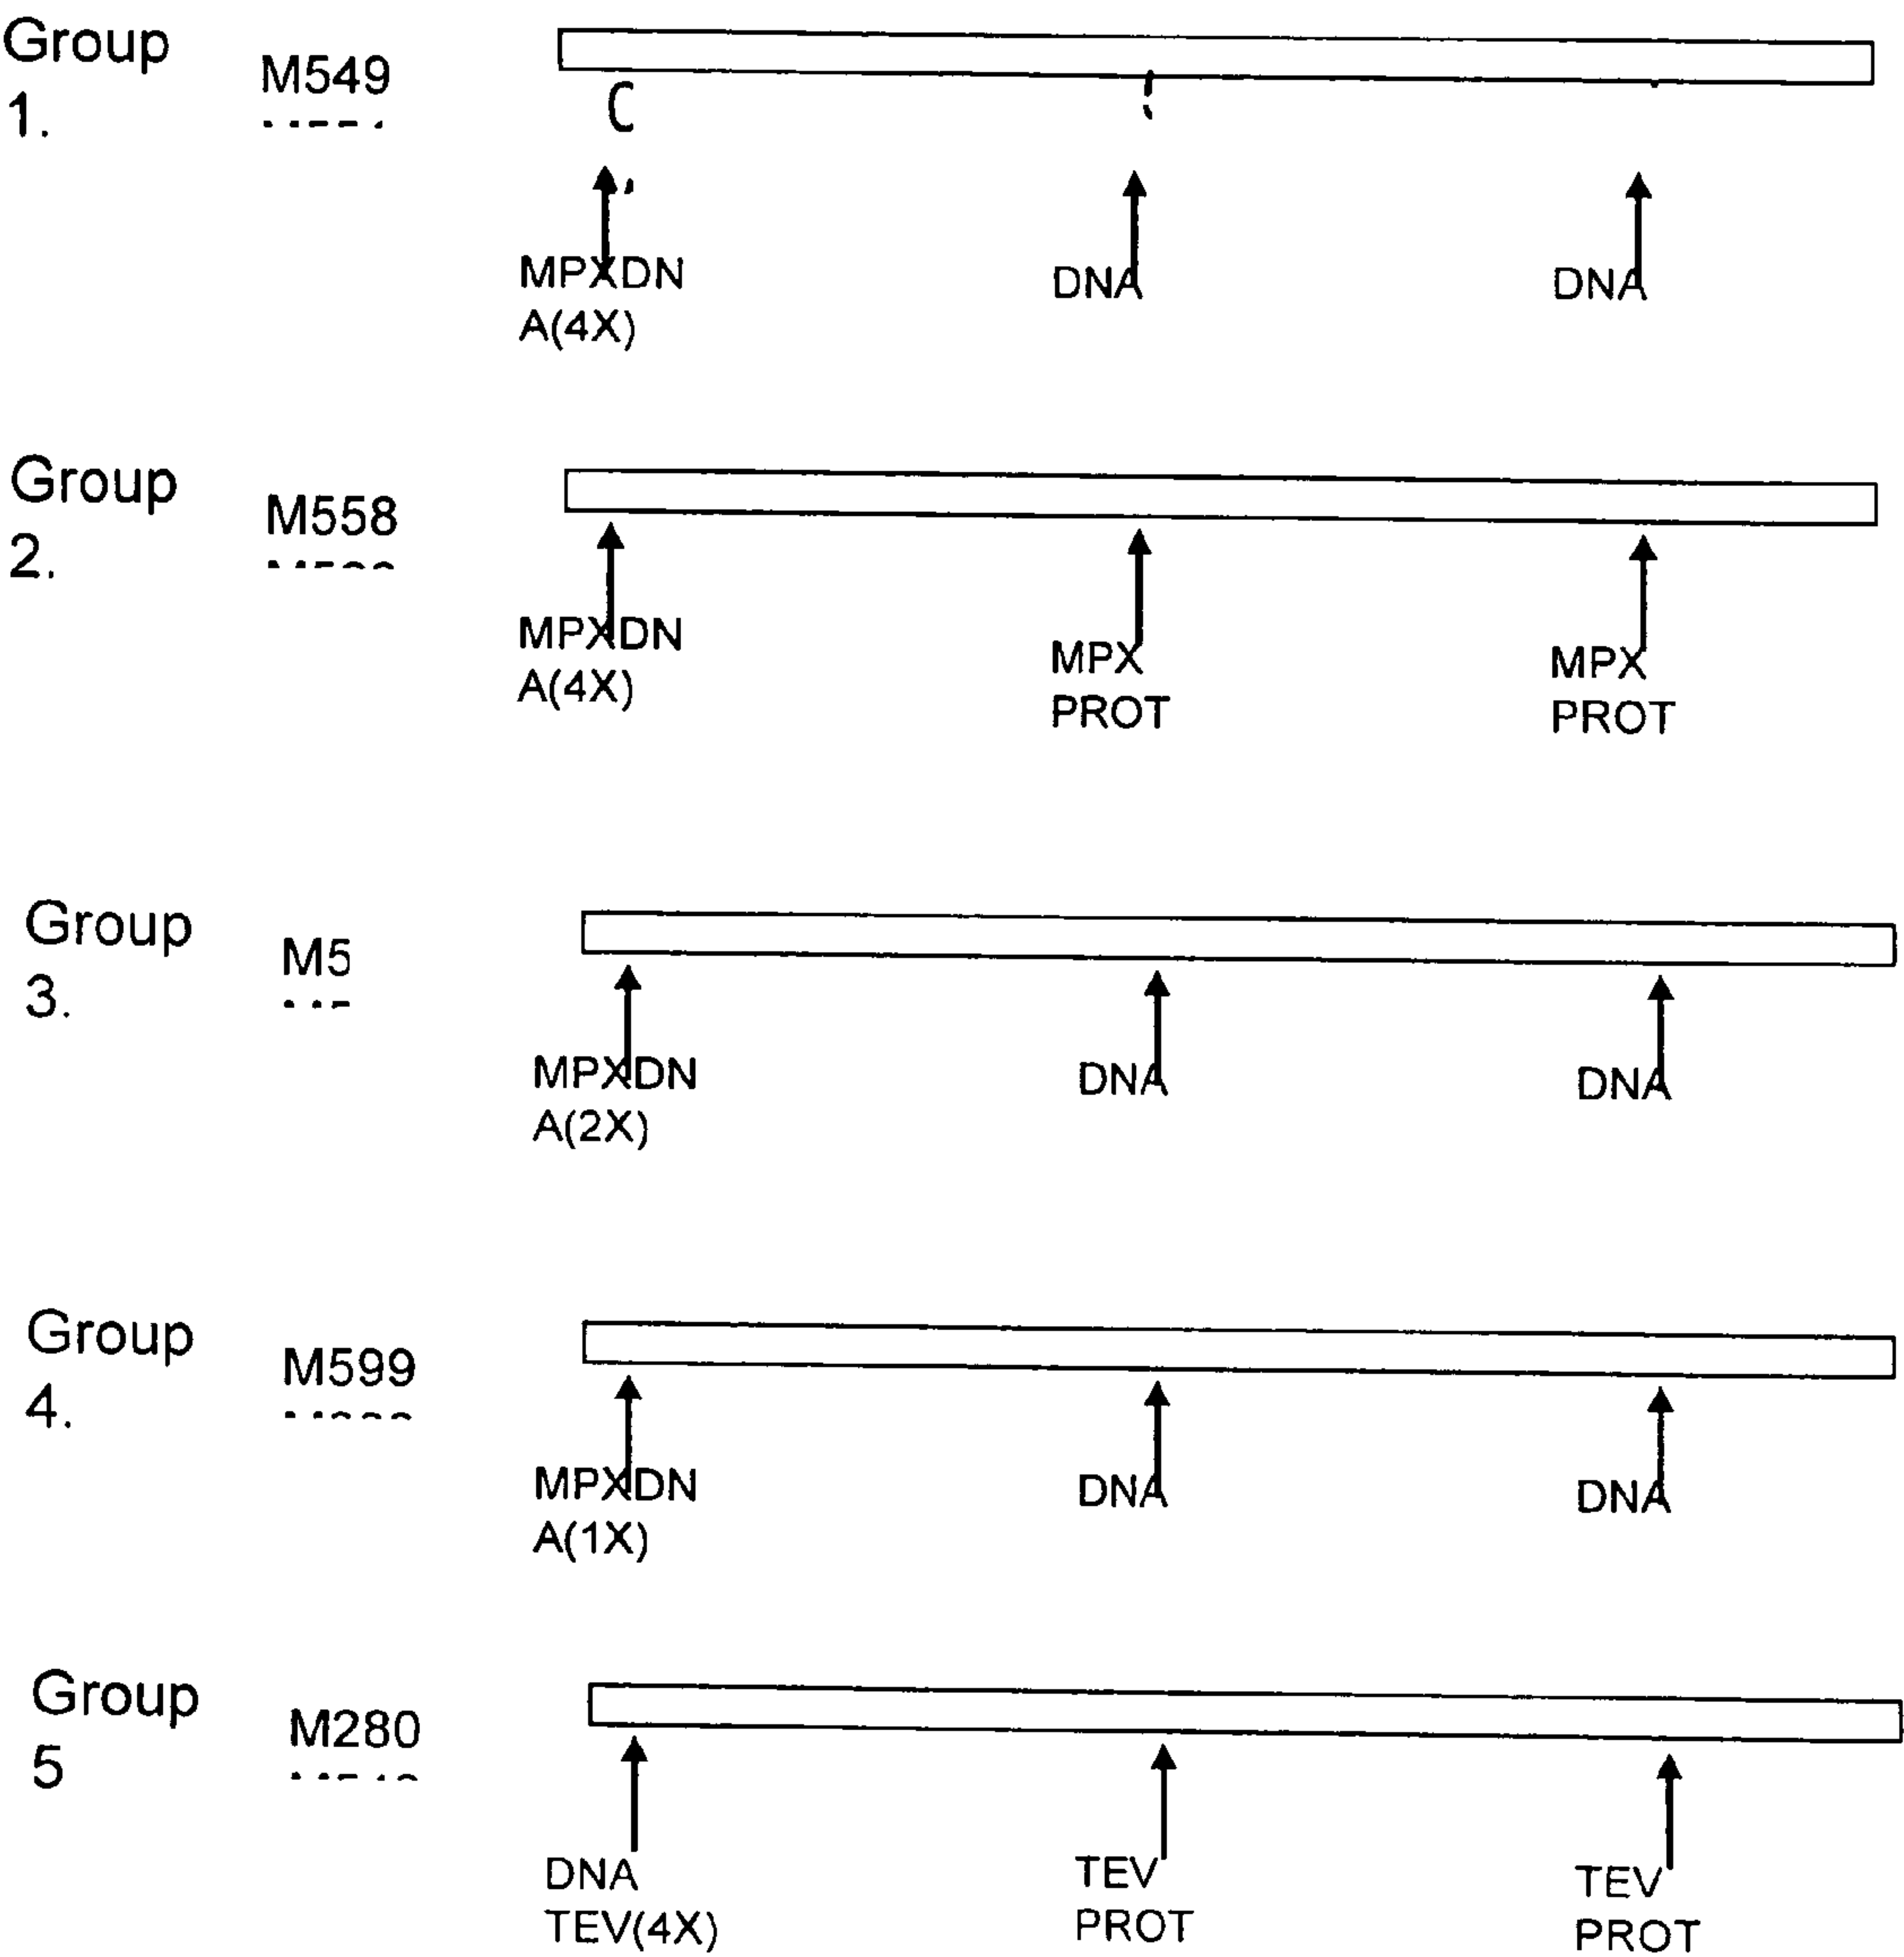 Group
1.
M549
MPXDN
A(4X)
DNA
DNA
Group
2.
M558
MPXDN
A(4X)
MPX
PROT
MPX
PROT
Group
3.
M5
MPXDN
A(2X)
DNA
DNA
Group
4.
M599
MPXDN
A(1X)
DNA
DNA
Group
5
M280
DNA
TEV(4X)
TEV
PROT
TEV
PROT